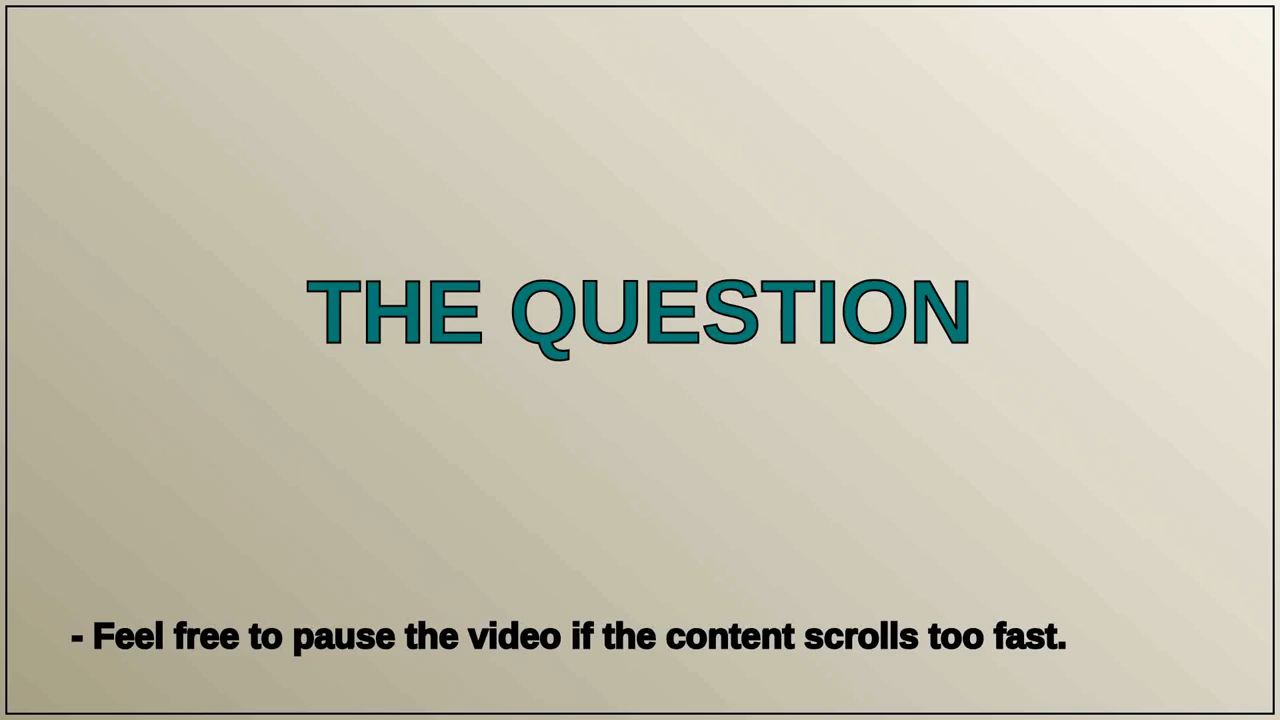 THE QUESTION
- Feel free to pause the video if the content scrolls too fast.